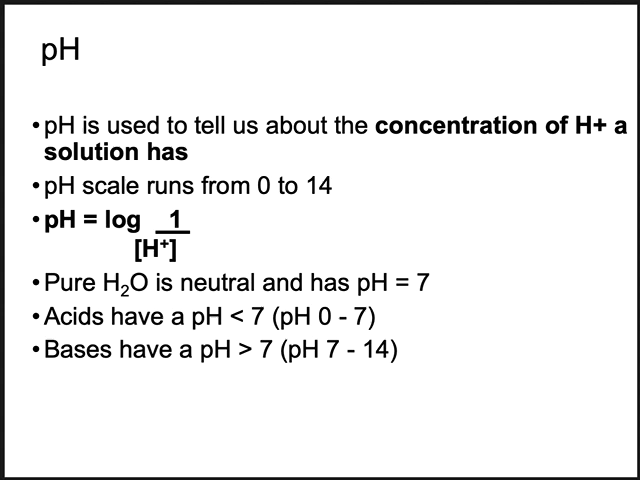 pH
• pH is used to tell us about the concentration of H+ a
solution has
• pH scale runs from 0 to 14
• pH = log 1
[H⁺]
• Pure H₂O is neutral and has pH = 7
• Acids have a pH < 7 (pH 0 - 7)
• Bases have a pH > 7 (pH 7 - 14)